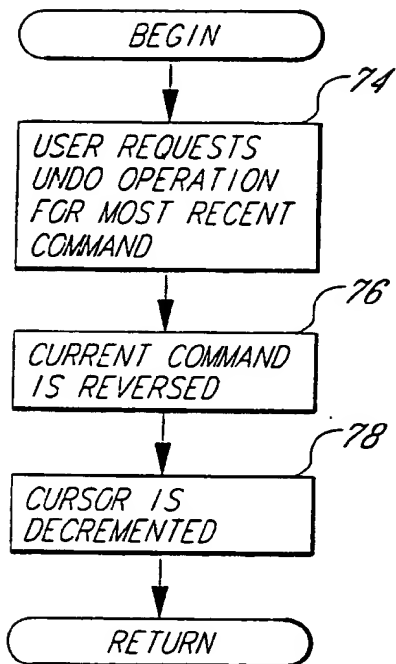 BEGIN
74
USER REQUESTS
UNDO OPERATION
FOR MOST RECENT
COMMAND
76
CURRENT COMMAND
IS REVERSED
78
CURSOR IS
DECREMENTED
RETURN